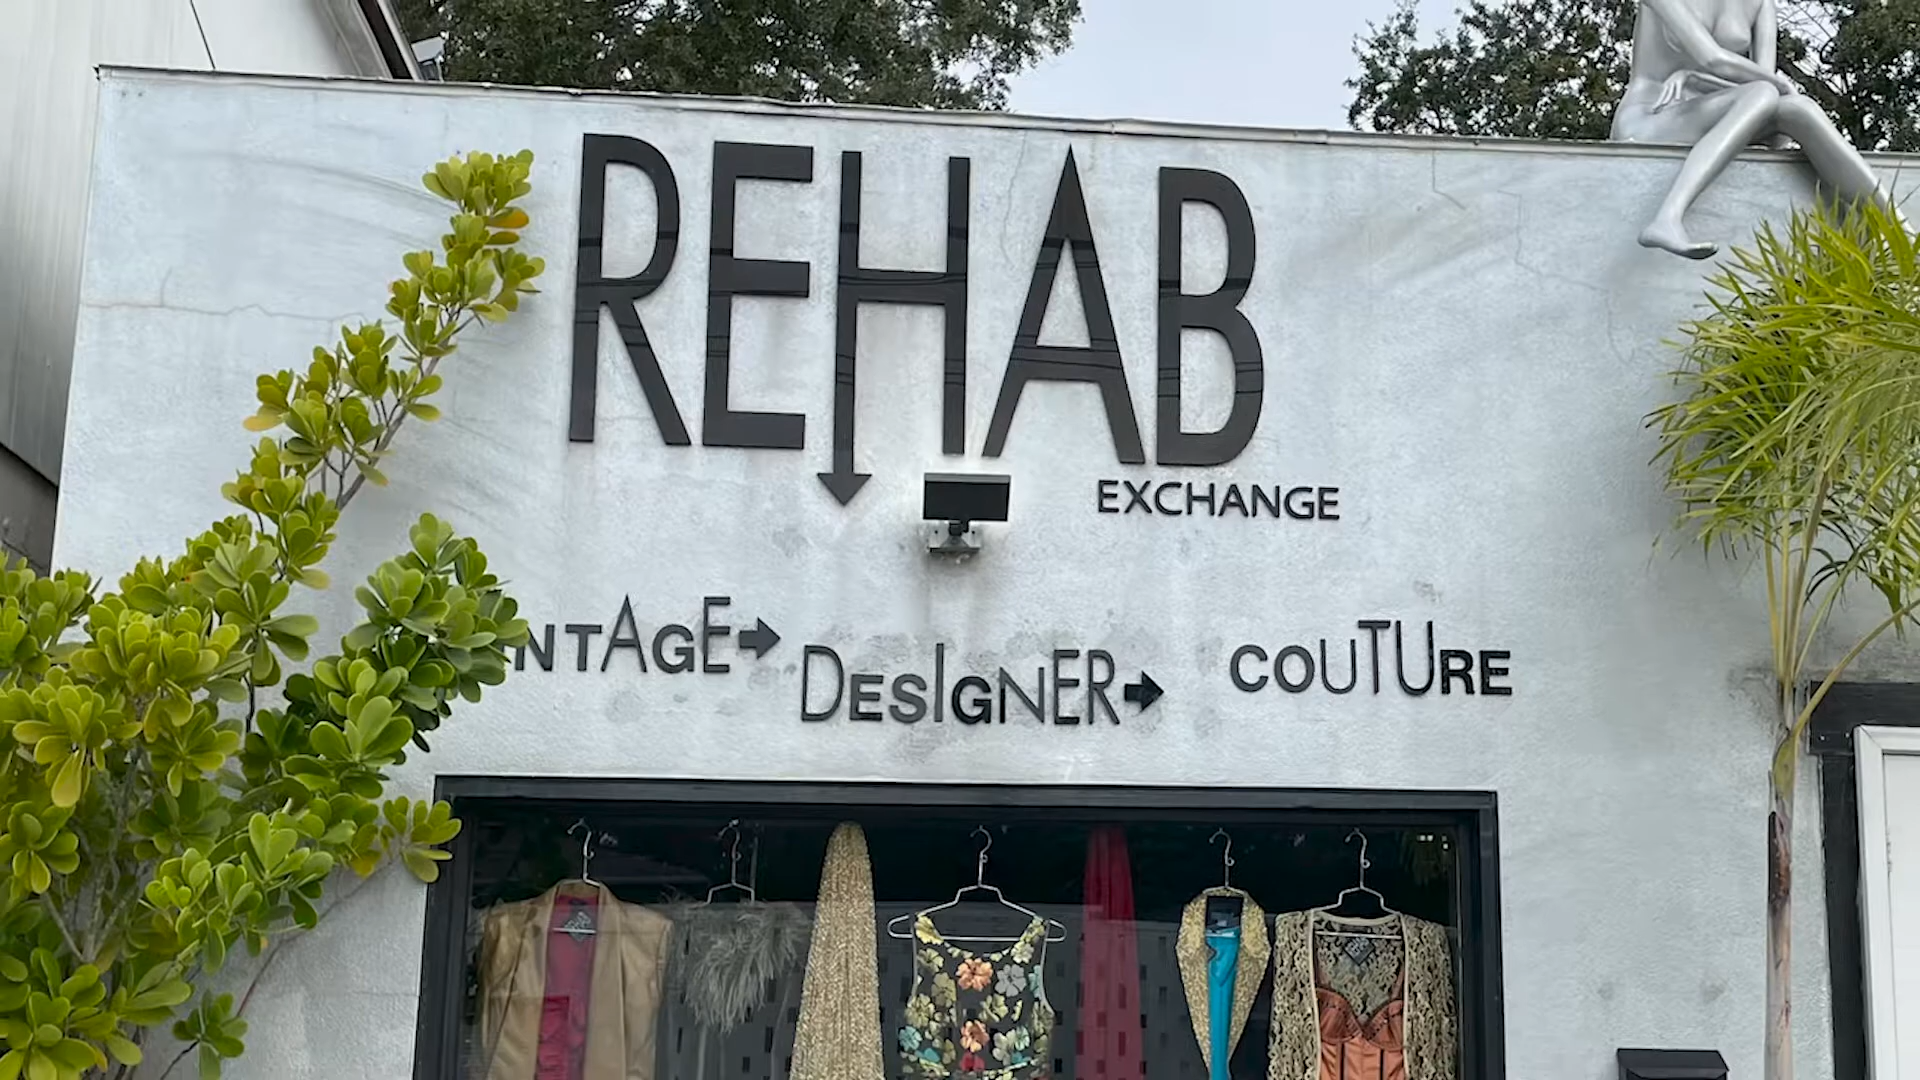 REHAB
EXCHANGE
NTAGE→ DESIGNER→ COUTURE